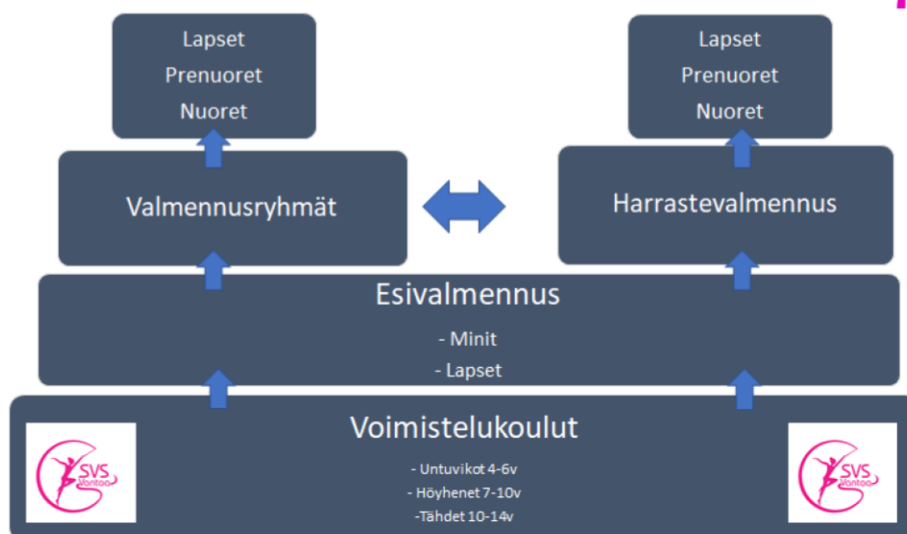 Lapset
Prenuoret
Nuoret
Lapset
Prenuoret
Nuoret
Valmennusryhmät
Harrastevalmennus
Esivalmennus
- Minit
- Lapset
Voimistelukoulut
- Untuvikot 4-6v
- Höyhenet 7-10v
-Tähdet 10-14v
SVS
Vantaa
SVS
Vantaa